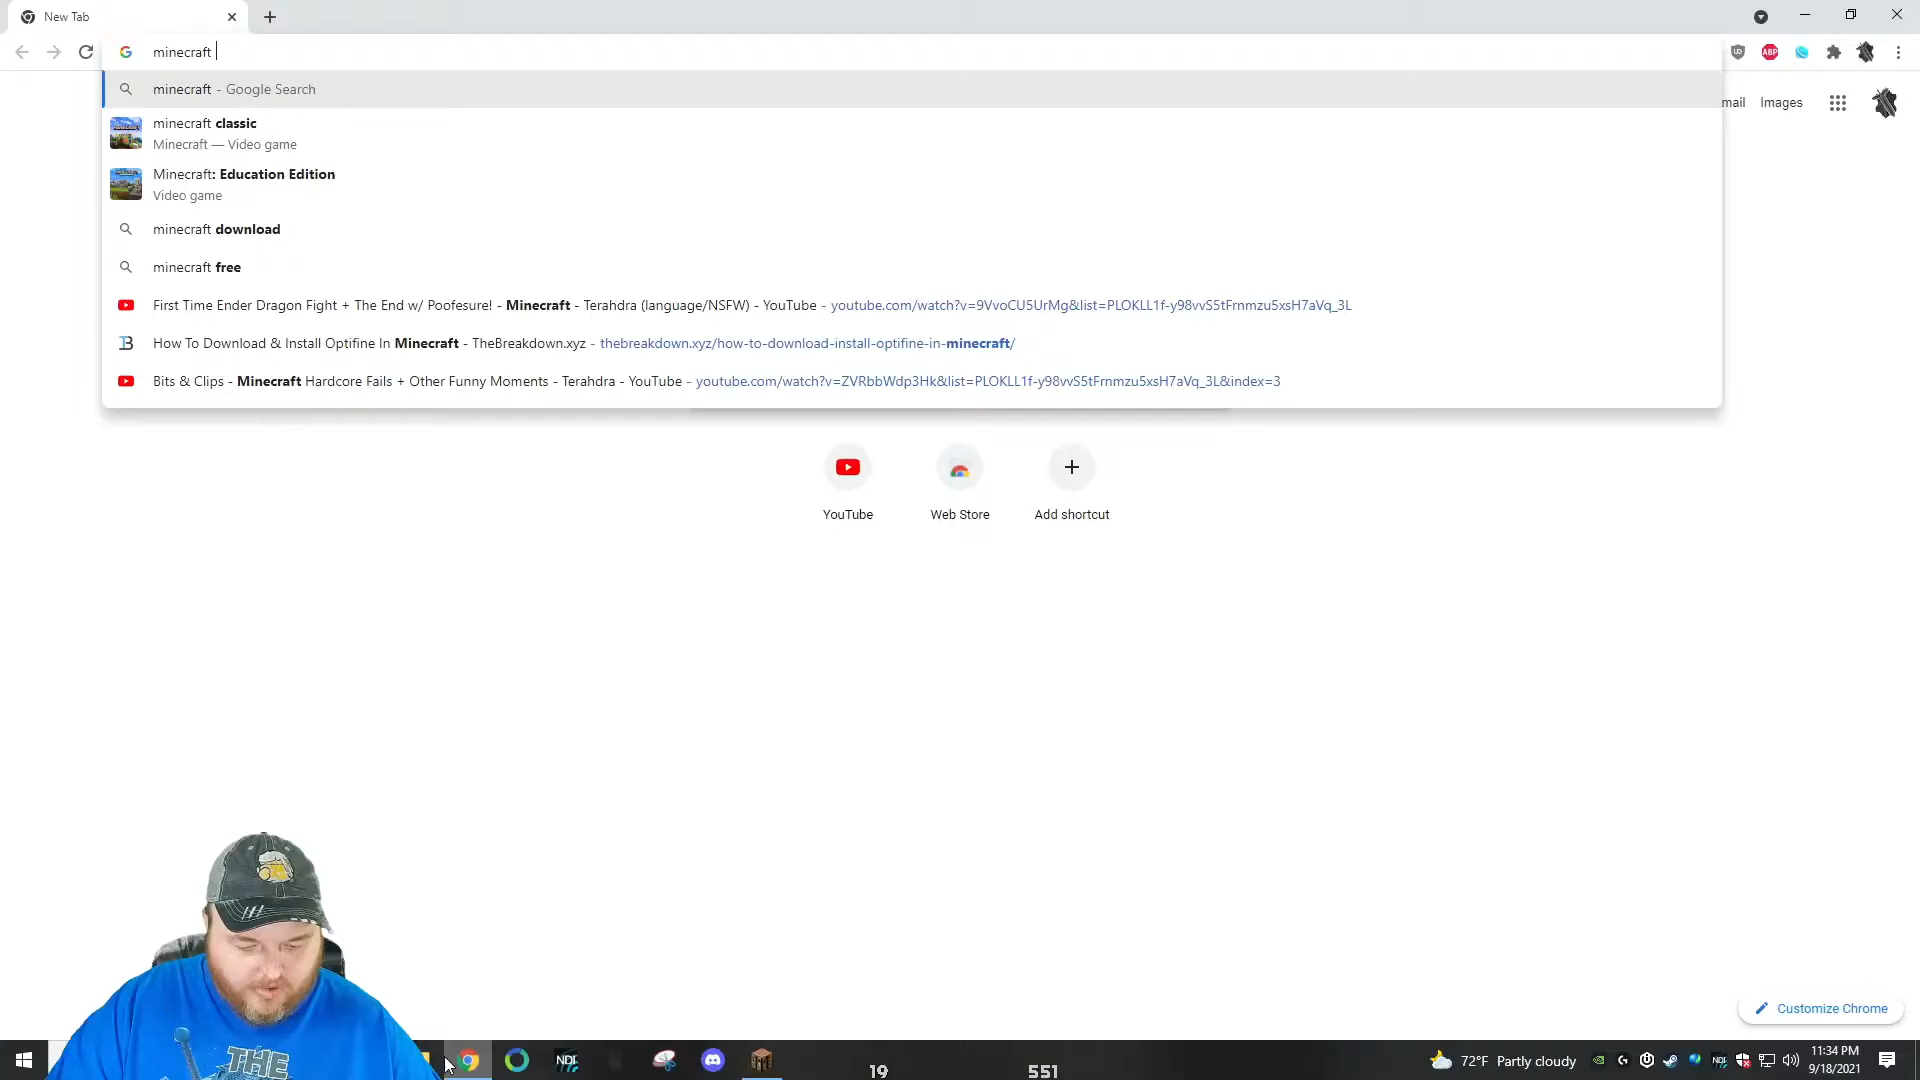 New Tab
minecraft
ABP
minecraft - Google Search
mail Images
minecraft classic
Minecraft — Video game
Minecraft: Education Edition
Video game
minecraft download
minecraft free
First Time Ender Dragon Fight + The End w/ Poofesure! - Minecraft - Terahdra (language/NSFW) - YouTube - youtube.com/watch?v=9VvoCU5UrMg&list=PLOKLL1f-y98vvS5tFrnmzu5xsH7aVq_3L
How To Download & Install Optifine In Minecraft - TheBreakdown.xyz - thebreakdown.xyz/how-to-download-install-optifine-in-minecraft/
Bits & Clips - Minecraft Hardcore Fails + Other Funny Moments - Terahdra - YouTube - youtube.com/watch?v=ZVRbbWdp3Hk&list=PLOKLL1f-y98vvS5tFrnmzu5xsH7aVq_3L&index=3
YouTube Web Store Add shortcut
Customize Chrome
THE
NDI
19 551
72°F Partly cloudy
NDI
11:34 PM
9/18/2021